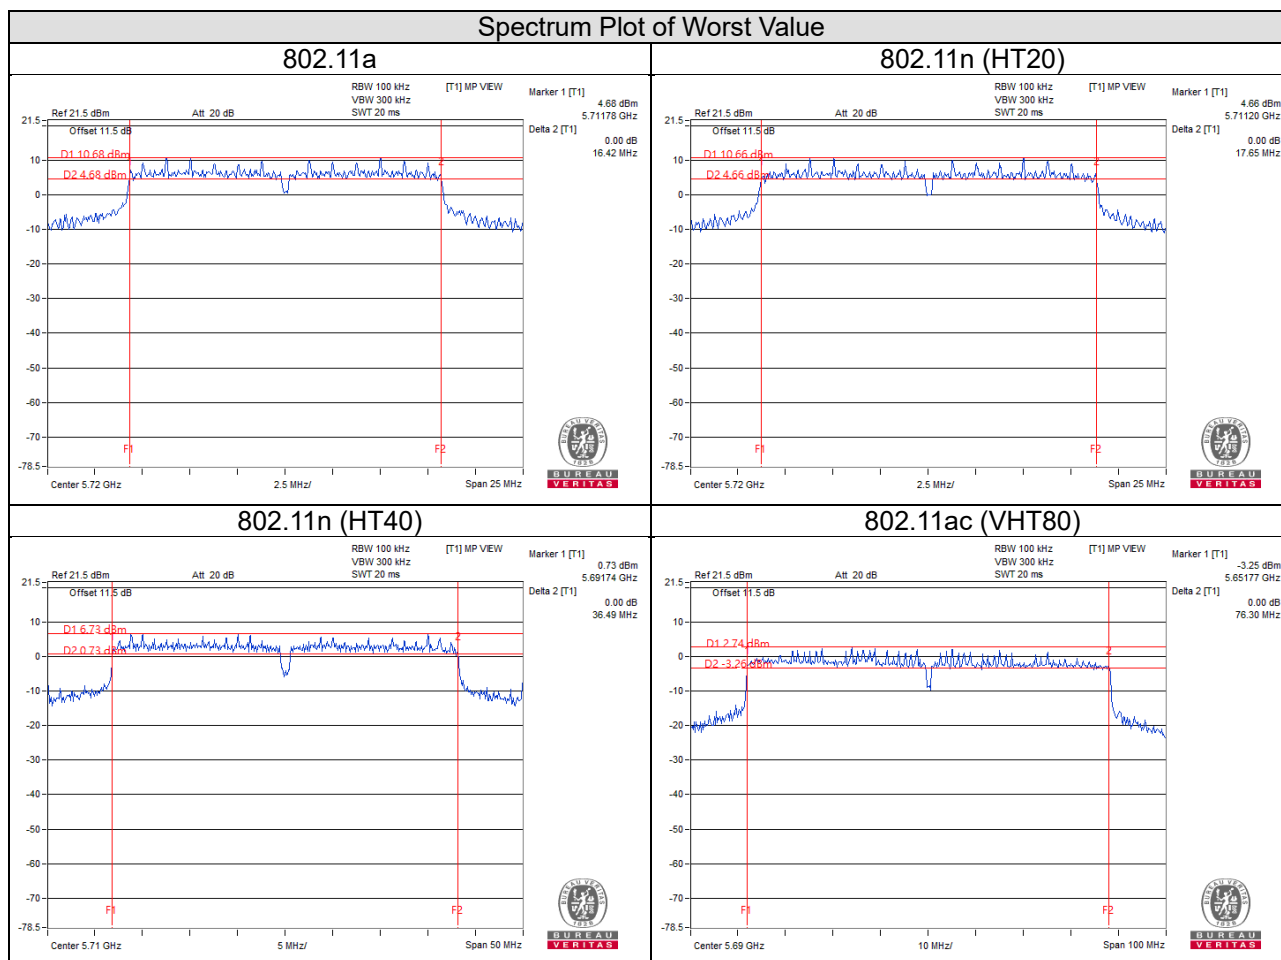 Spectrum Plot of Worst Value
802.11a
RBW 100 kHz [T1] MP VIEW
VBW 300 kHz
Ref 21.5 dBm Att 20 dB SWT 20 ms
Marker 1 [T1]
4.68 dBm
5.71178 GHz
Delta 2 [T1]
0.00 dB
16.42 MHz
21.5
Offset 11.5 dB
D1 10.68 dBm
2
10
D2 4.68 dBm
0
-10
-20
-30
-40
-50
-60
-70
F1 F2
-78.5
Center 5.72 GHz 2.5 MHz/ Span 25 MHz
BUREAU VERITAS
1828
BUREAU
VERITAS
802.11n (HT20)
RBW 100 kHz [T1] MP VIEW
VBW 300 kHz
Ref 21.5 dBm Att 20 dB SWT 20 ms
Marker 1 [T1]
4.66 dBm
5.71120 GHz
Delta 2 [T1]
0.00 dB
17.65 MHz
21.5
Offset 11.5 dB
D1 10.66 dBm
2
10
D2 4.66 dBm
0
-10
-20
-30
-40
-50
-60
-70
F1 F2
-78.5
Center 5.72 GHz 2.5 MHz/ Span 25 MHz
BUREAU VERITAS
1828
BUREAU
VERITAS
802.11n (HT40)
RBW 100 kHz [T1] MP VIEW
VBW 300 kHz
Ref 21.5 dBm Att 20 dB SWT 20 ms
Marker 1 [T1]
0.73 dBm
5.69174 GHz
Delta 2 [T1]
0.00 dB
36.49 MHz
21.5
Offset 11.5 dB
10
D1 6.73 dBm
2
D2 0.73 dBm
0
-10
-20
-30
-40
-50
-60
-70
F1 F2
-78.5
Center 5.71 GHz 5 MHz/ Span 50 MHz
BUREAU VERITAS
1828
BUREAU
VERITAS
802.11ac (VHT80)
RBW 100 kHz [T1] MP VIEW
VBW 300 kHz
Ref 21.5 dBm Att 20 dB SWT 20 ms
Marker 1 [T1]
-3.25 dBm
5.65177 GHz
Delta 2 [T1]
0.00 dB
76.30 MHz
21.5
Offset 11.5 dB
10
D1 2.74 dBm
2
0
D2 -3.26 dBm
-10
-20
-30
-40
-50
-60
-70
F1 F2
-78.5
Center 5.69 GHz 10 MHz/ Span 100 MHz
BUREAU VERITAS
1828
BUREAU
VERITAS